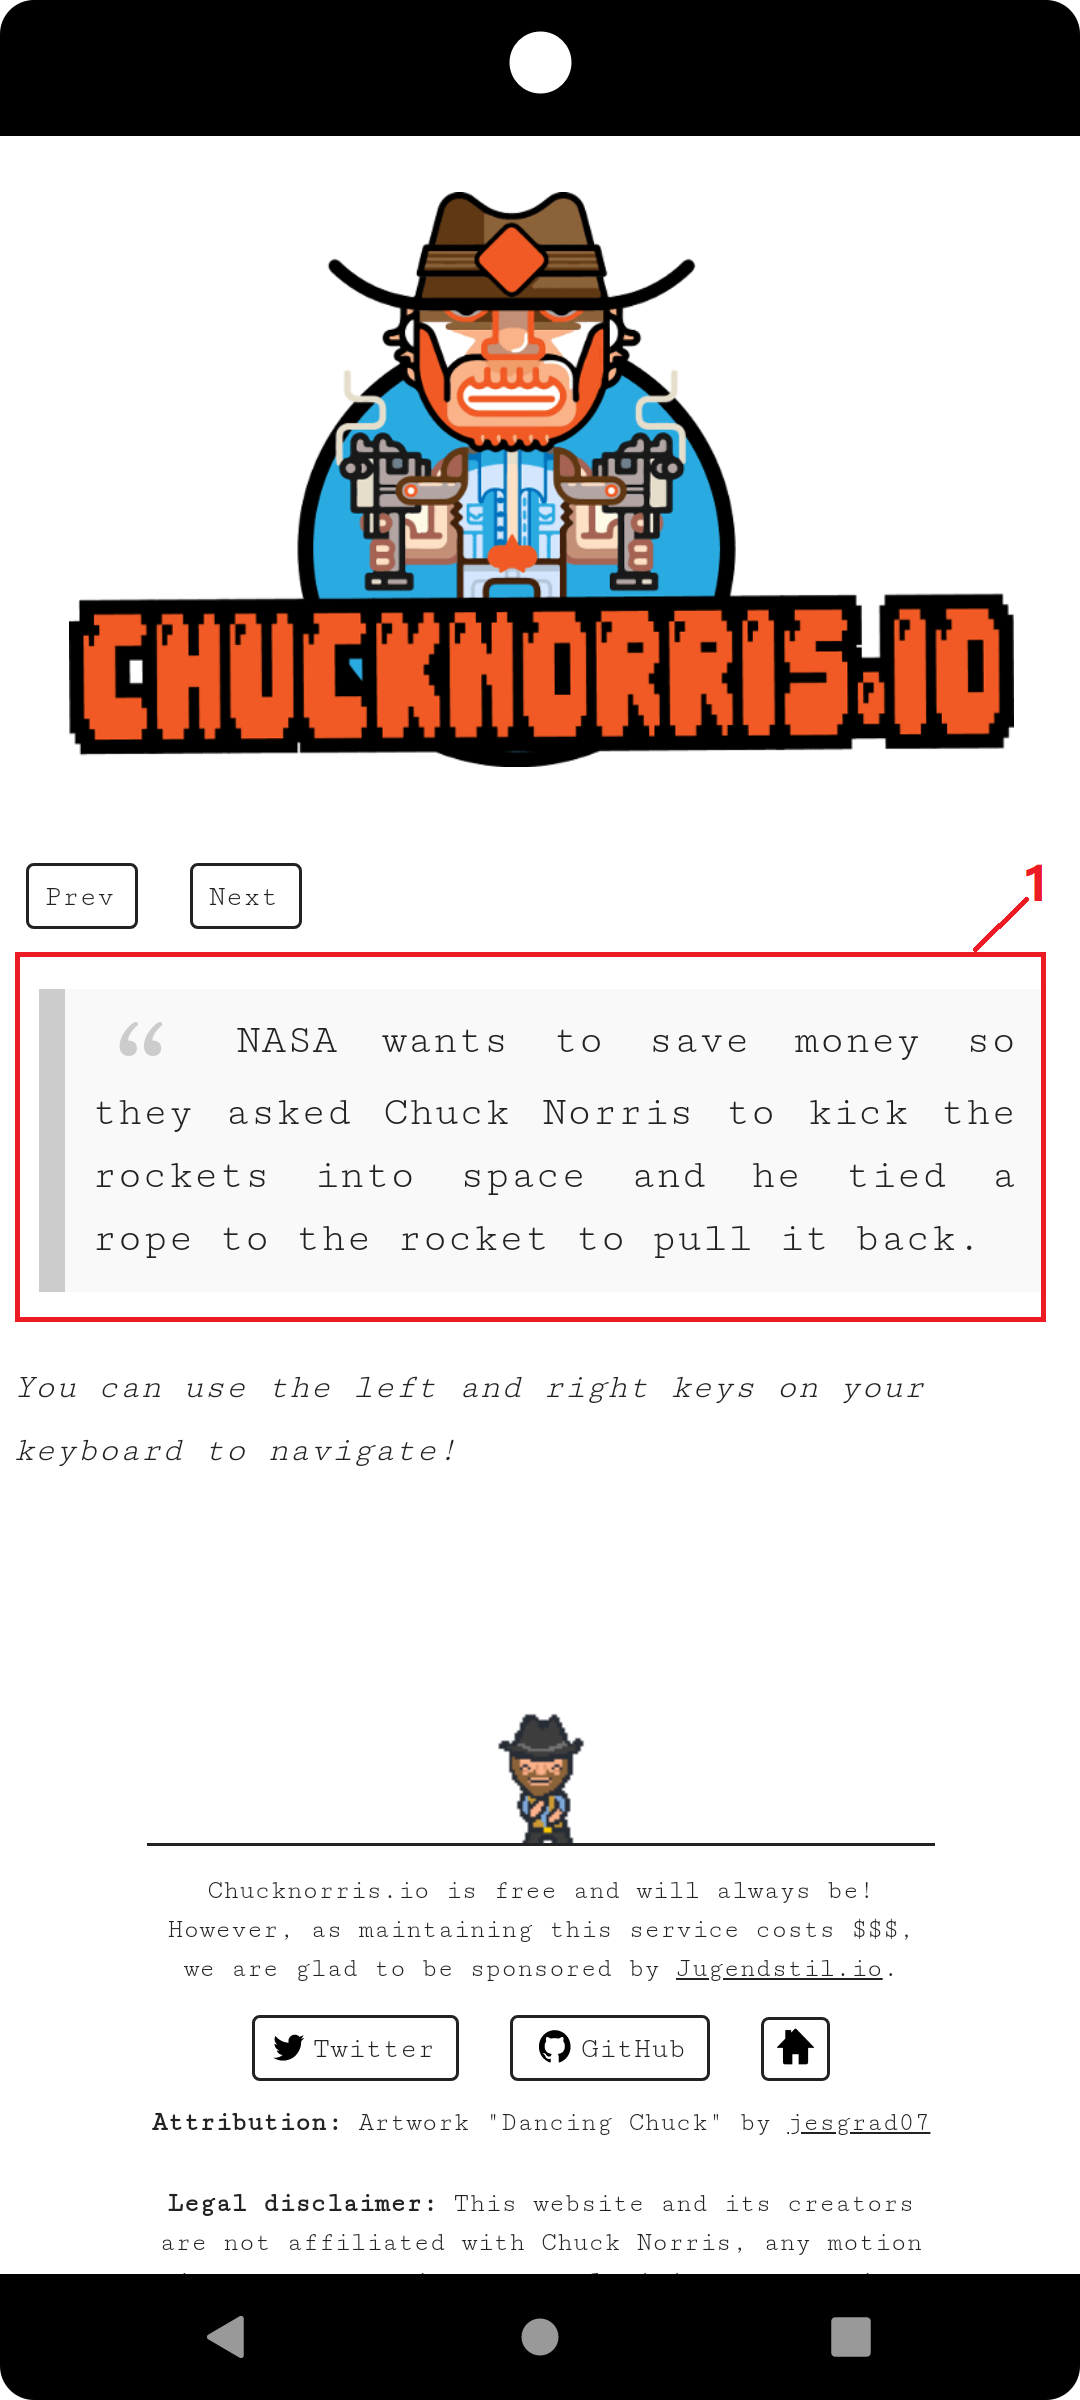 CHUCKNORRIS.IO
Prev Next
1
“ NASA wants to save money so
they asked Chuck Norris to kick the
rockets into space and he tied a
rope to the rocket to pull it back.
You can use the left and right keys on your
keyboard to navigate!
Chucknorris.io is free and will always be!
However, as maintaining this service costs $$$,
we are glad to be sponsored by Jugendstil.io.
Twitter GitHub
Attribution: Artwork "Dancing Chuck" by jesgrad07
Legal disclaimer: This website and its creators
are not affiliated with Chuck Norris, any motion